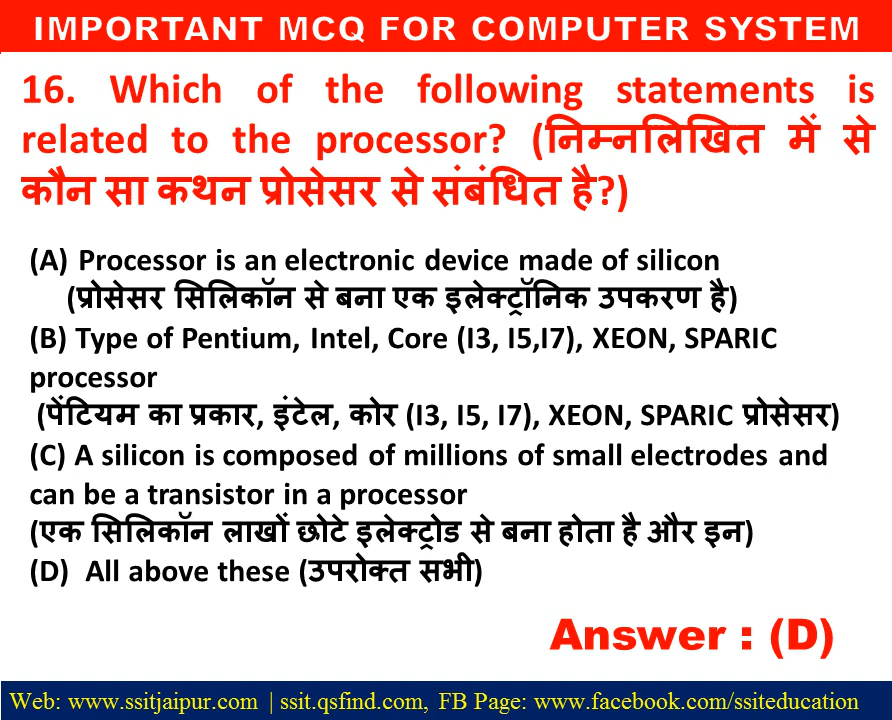 IMPORTANT MCQ FOR COMPUTER SYSTEM
16. Which of the following statements is
related to the processor? (निम्नलिखित में से
कौन सा कथन प्रोसेसर से संबंधित है?)
(A) Processor is an electronic device made of silicon
(प्रोसेसर सिलिकॉन से बना एक इलेक्ट्रॉनिक उपकरण है)
(B) Type of Pentium, Intel, Core (I3, I5,I7), XEON, SPARIC
processor
(पेंटियम का प्रकार, इंटेल, कोर (I3, I5, I7), XEON, SPARIC प्रोसेसर)
(C) A silicon is composed of millions of small electrodes and
can be a transistor in a processor
(एक सिलिकॉन लाखों छोटे इलेक्ट्रोड से बना होता है और इन)
(D) All above these (उपरोक्त सभी)
Answer : (D)
Web: www.ssitjaipur.com | ssit.qsfind.com, FB Page: www.facebook.com/ssiteducation